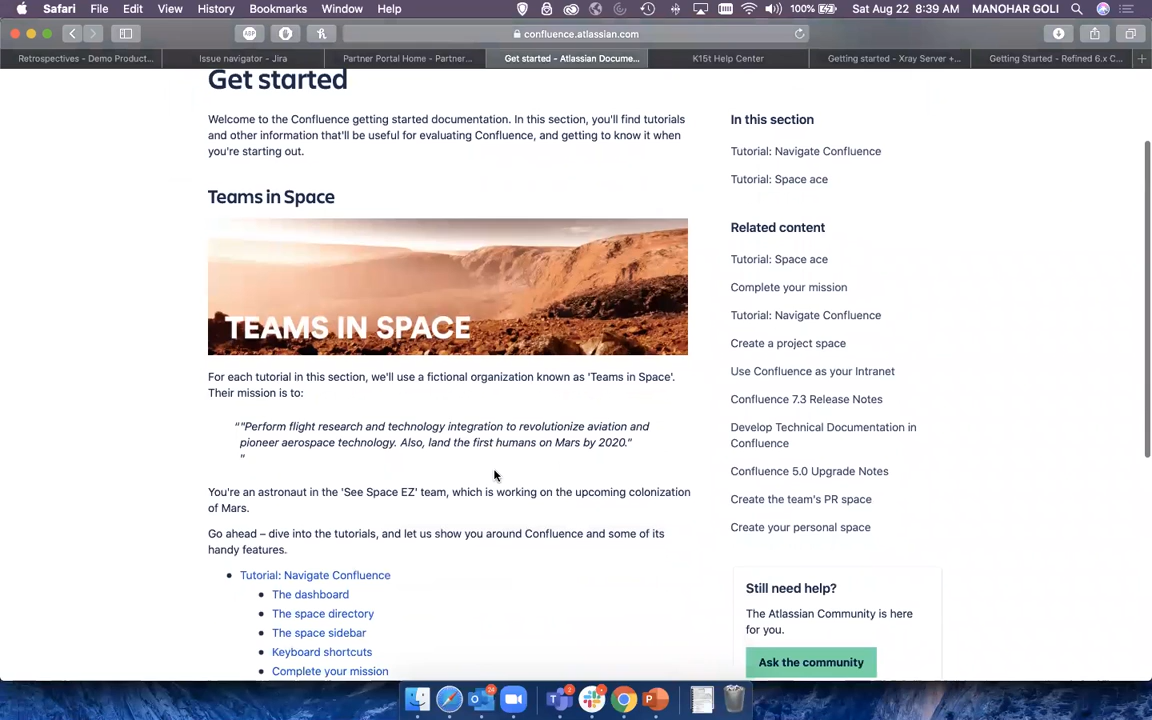 Safari File Edit View History Bookmarks Window Help 100% Sat Aug 22 8:39 AM MANOHAR GOLI
ABP confluence.atlassian.com
Retrospectives - Demo Product... Issue navigator - Jira Partner Portal Home - Partner... Get started - Atlassian Docume... K15t Help Center Getting started - Xray Server +... Getting Started - Refined 6.x C...
Get started
Welcome to the Confluence getting started documentation. In this section, you'll find tutorials
and other information that'll be useful for evaluating Confluence, and getting to know it when
you're starting out.
Teams in Space
TEAMS IN SPACE
For each tutorial in this section, we'll use a fictional organization known as 'Teams in Space'.
Their mission is to:
""Perform flight research and technology integration to revolutionize aviation and
pioneer aerospace technology. Also, land the first humans on Mars by 2020."
"
You're an astronaut in the 'See Space EZ' team, which is working on the upcoming colonization
of Mars.
Go ahead – dive into the tutorials, and let us show you around Confluence and some of its
handy features.
Tutorial: Navigate Confluence
The dashboard
The space directory
The space sidebar
Keyboard shortcuts
Complete your mission
In this section
Tutorial: Navigate Confluence
Tutorial: Space ace
Related content
Tutorial: Space ace
Complete your mission
Tutorial: Navigate Confluence
Create a project space
Use Confluence as your Intranet
Confluence 7.3 Release Notes
Develop Technical Documentation in
Confluence
Confluence 5.0 Upgrade Notes
Create the team's PR space
Create your personal space
Still need help?
The Atlassian Community is here
for you.
Ask the community